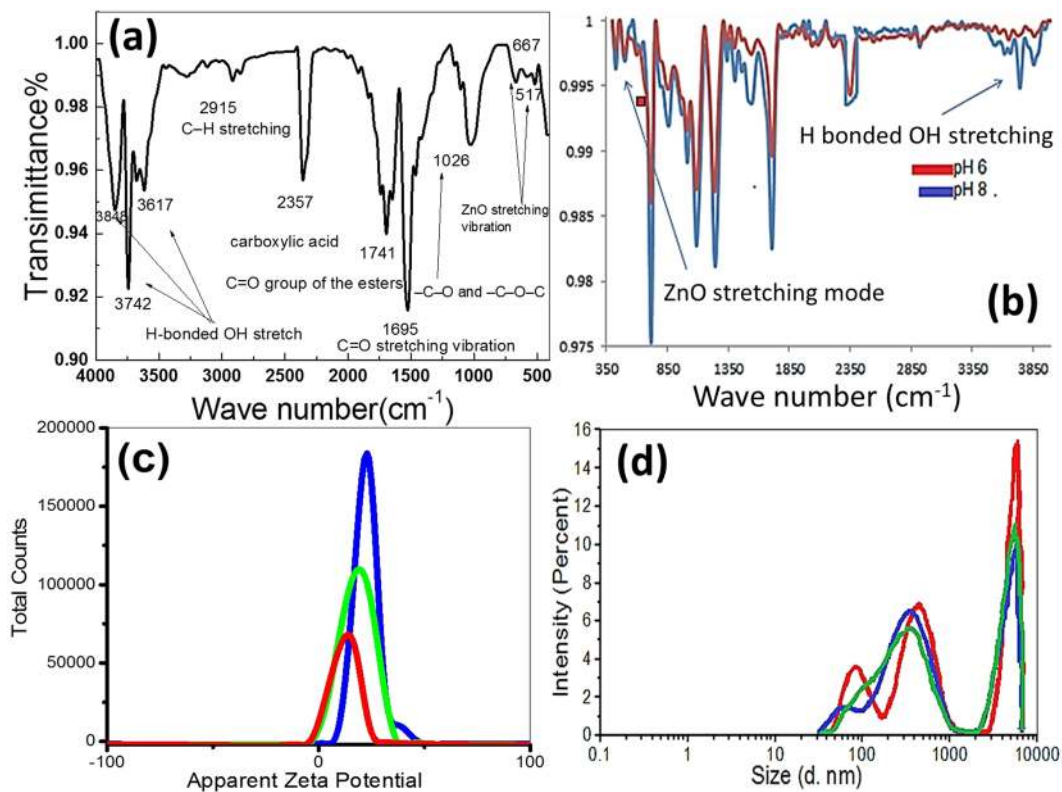 (a)
Transimittance%
1.00
0.98
0.96
0.94
0.92
0.90
667
517
2915
C–H stretching
3617
3848
2357
1026
ZnO stretching
vibration
carboxylic acid
1741
3742
C=O group of the esters
–C–O and –C–O–C
H-bonded OH stretch
1695
C=O stretching vibration
4000 3500 3000 2500 2000 1500 1000 500
Wave number(cm-1)
1
0.995
0.99
0.985
0.98
0.975
H bonded OH stretching
pH 6
pH 8 .
ZnO stretching mode
(b)
350 850 1350 1850 2350 2850 3350 3850
Wave number (cm-1)
(c)
Total Counts
200000
150000
100000
50000
0
-100 0 100
Apparent Zeta Potential
(d)
Intensity (Percent)
16
14
12
10
8
6
4
2
0
0.1 1 10 100 1000 10000
Size (d. nm)